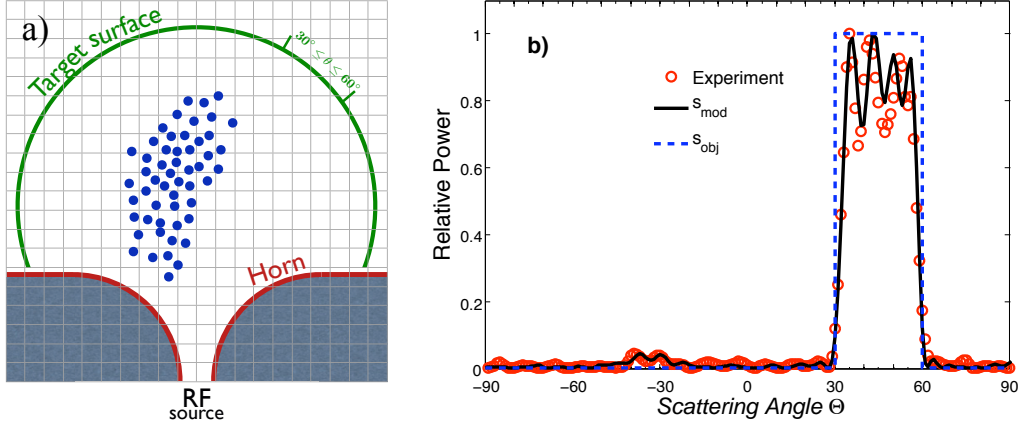 a)
Target surface
30° ≤ θ ≤ 60°
Horn
RF
source
b)
Relative Power
1
0.8
0.6
0.4
0.2
0
Experiment
s_mod
s_obj
−90 −60 −30 0 30 60 90
Scattering Angle Θ